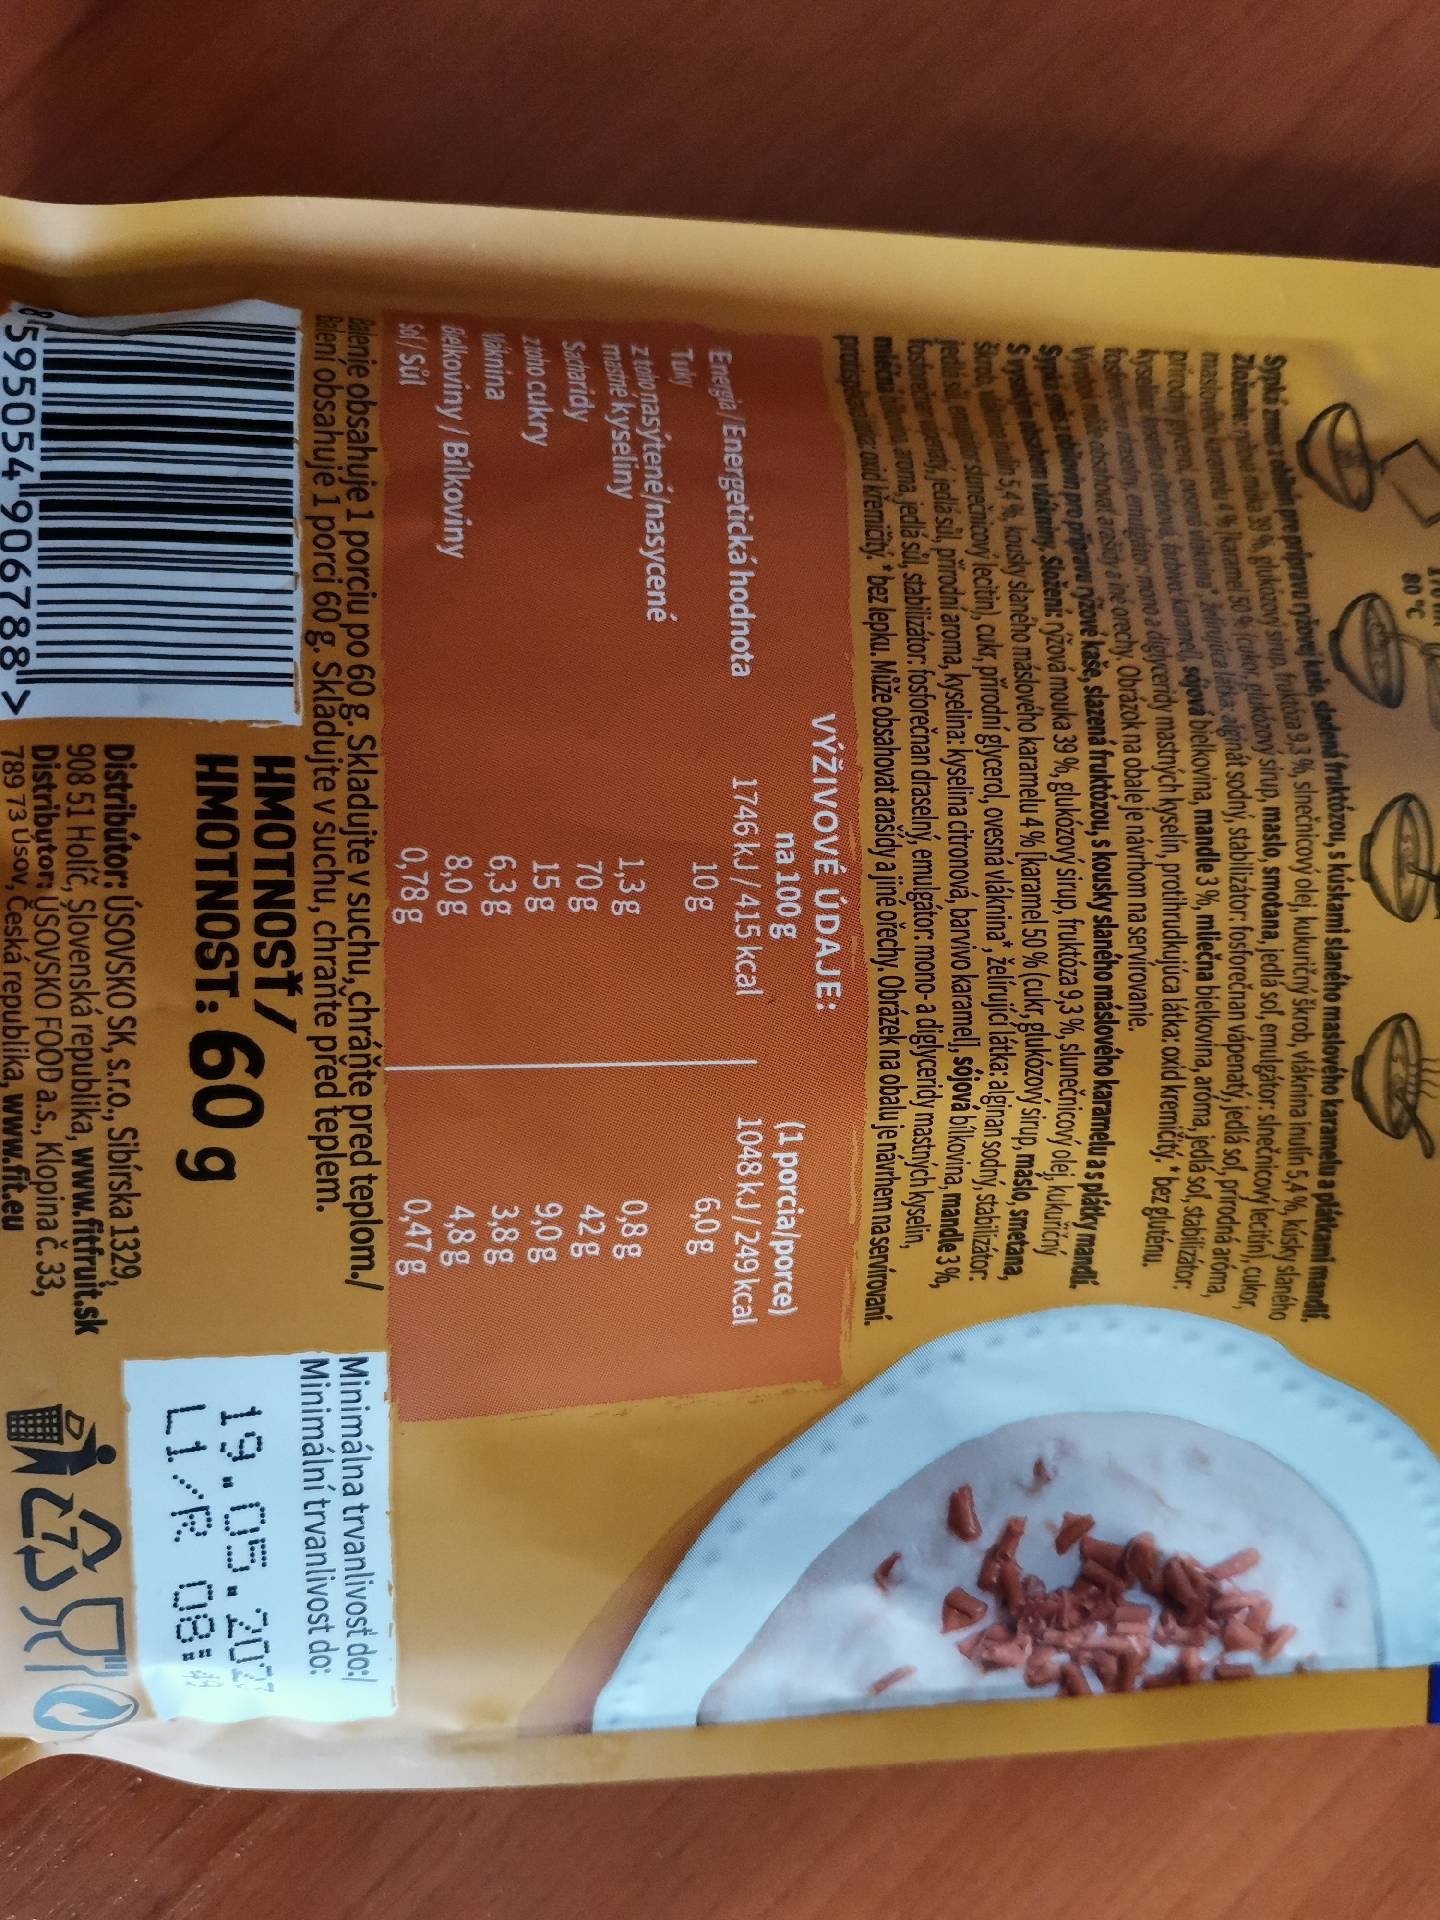 80 °C
Sypká zmes z obilnín pre prípravu ryžovej kaše, sladená fruktózou, s kúskami slaného maslového karamelu a plátkami mandlí.
Zloženie: ryžová múka 39 %, glukózový sirup, fruktóza 9,3 %, slnečnicový olej, kukuričný škrob, vláknina inulín 5,4 %, kúsky slaného
maslového karamelu 4 % [karamel 50 % (cukor, glukózový sirup, maslo, smotana, jedlá soľ, emulgátor: slnečnicový lecitín), cukor,
prírodný glycerol, ovsená vláknina*, želírujúca látka: alginát sodný, stabilizátor: fosforečnan vápenatý, jedlá soľ, prírodná aróma,
kyselina: kyselina citrónová, farbivo: karamel], sójová bielkovina, mandle 3 %, mliečna bielkovina, aróma, jedlá soľ, stabilizátor:
fosforečnan draselný, emulgátor: mono- a diglyceridy mastných kyselín, protihrudkujúca látka: oxid kremičitý. *bez gluténu.
Výrobok môže obsahovať arašidy a iné orechy. Obrázok na obale je návrhom na servírovanie.
Sypká směs z obilovin pro přípravu rýžové kaše, slazená fruktózou, s kousky slaného máslového karamelu a s plátky mandlí.
S vysokým obsahem vlákniny. Složení: rýžová mouka 39 %, glukózový sirup, fruktóza 9,3 %, slunečnicový olej, kukuřičný
škrob, vláknina inulin 5,4 %, kousky slaného máslového karamelu 4 % [karamel 50 % (cukr, glukózový sirup, máslo, smetana,
jedlá sůl, emulgátor: slunečnicový lecitin), cukr, přírodní glycerol, ovesná vláknina*, želírující látka: alginan sodný, stabilizátor:
fosforečnan vápenatý, jedlá sůl, přírodní aroma, kyselina: kyselina citronová, barvivo karamel], sójová bílkovina, mandle 3 %,
mléčná bílkovina, aroma, jedlá sůl, stabilizátor: fosforečnan draselný, emulgátor: mono- a diglyceridy mastných kyselin,
protispékavá látka: oxid křemičitý. *bez lepku. Může obsahovat arašídy a jiné ořechy. Obrázek na obalu je návrhem na servírování.
VÝŽIVOVÉ ÚDAJE:
na 100 g (1 porcia/porce)
Energia / Energetická hodnota 1746 kJ / 415 kcal 1048 kJ / 249 kcal
Tuky 10 g 6,0 g
z toho nasýtené/nasycené
mastné kyseliny 1,3 g 0,8 g
Sacharidy 70 g 42 g
z toho cukry 15 g 9,0 g
Vláknina 6,3 g 3,8 g
Bielkoviny / Bílkoviny 8,0 g 4,8 g
Soľ / Sůl 0,78 g 0,47 g
Balenie obsahuje 1 porciu po 60 g. Skladujte v suchu, chráňte pred teplom./
Balení obsahuje 1 porci 60 g. Skladujte v suchu, chraňte před teplem.
Minimálna trvanlivosť do:/
Minimální trvanlivost do:
19.05.202
L1/R 08:
HMOTNOSŤ/
HMOTNOST: 60 g
8 595054 906788 >
Distribútor: ÚSOVSKO SK, s.r.o., Sibírska 1329,
908 51 Holíč, Slovenská republika, www.fitfruit.sk
Distributor: ÚSOVSKO FOOD a.s., Klopina č. 33,
789 73 Úsov, Česká republika, www.fit.eu
7